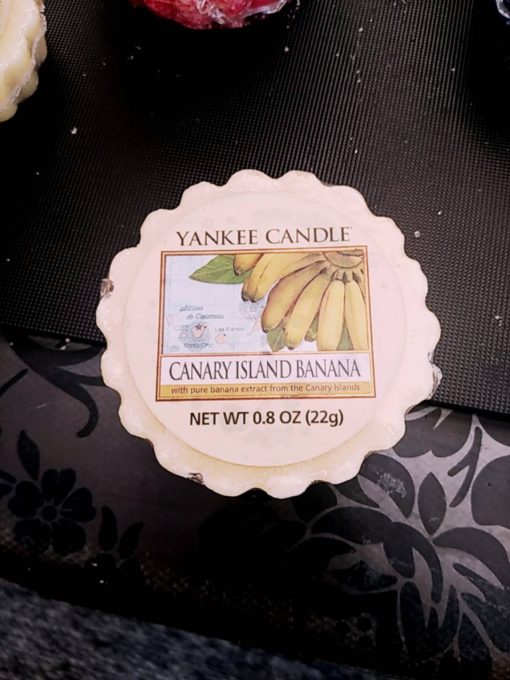 YANKEE CANDLE
CANARY ISLAND BANANA
with pure banana extract from the Canary Islands
NET WT 0.8 OZ (22g)